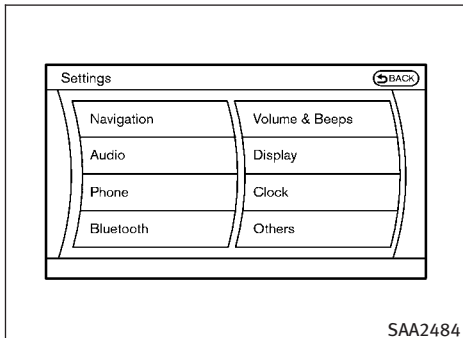 Settings
BACK
Navigation
Volume & Beeps
Audio
Display
Phone
Clock
Bluetooth
Others
SAA2484